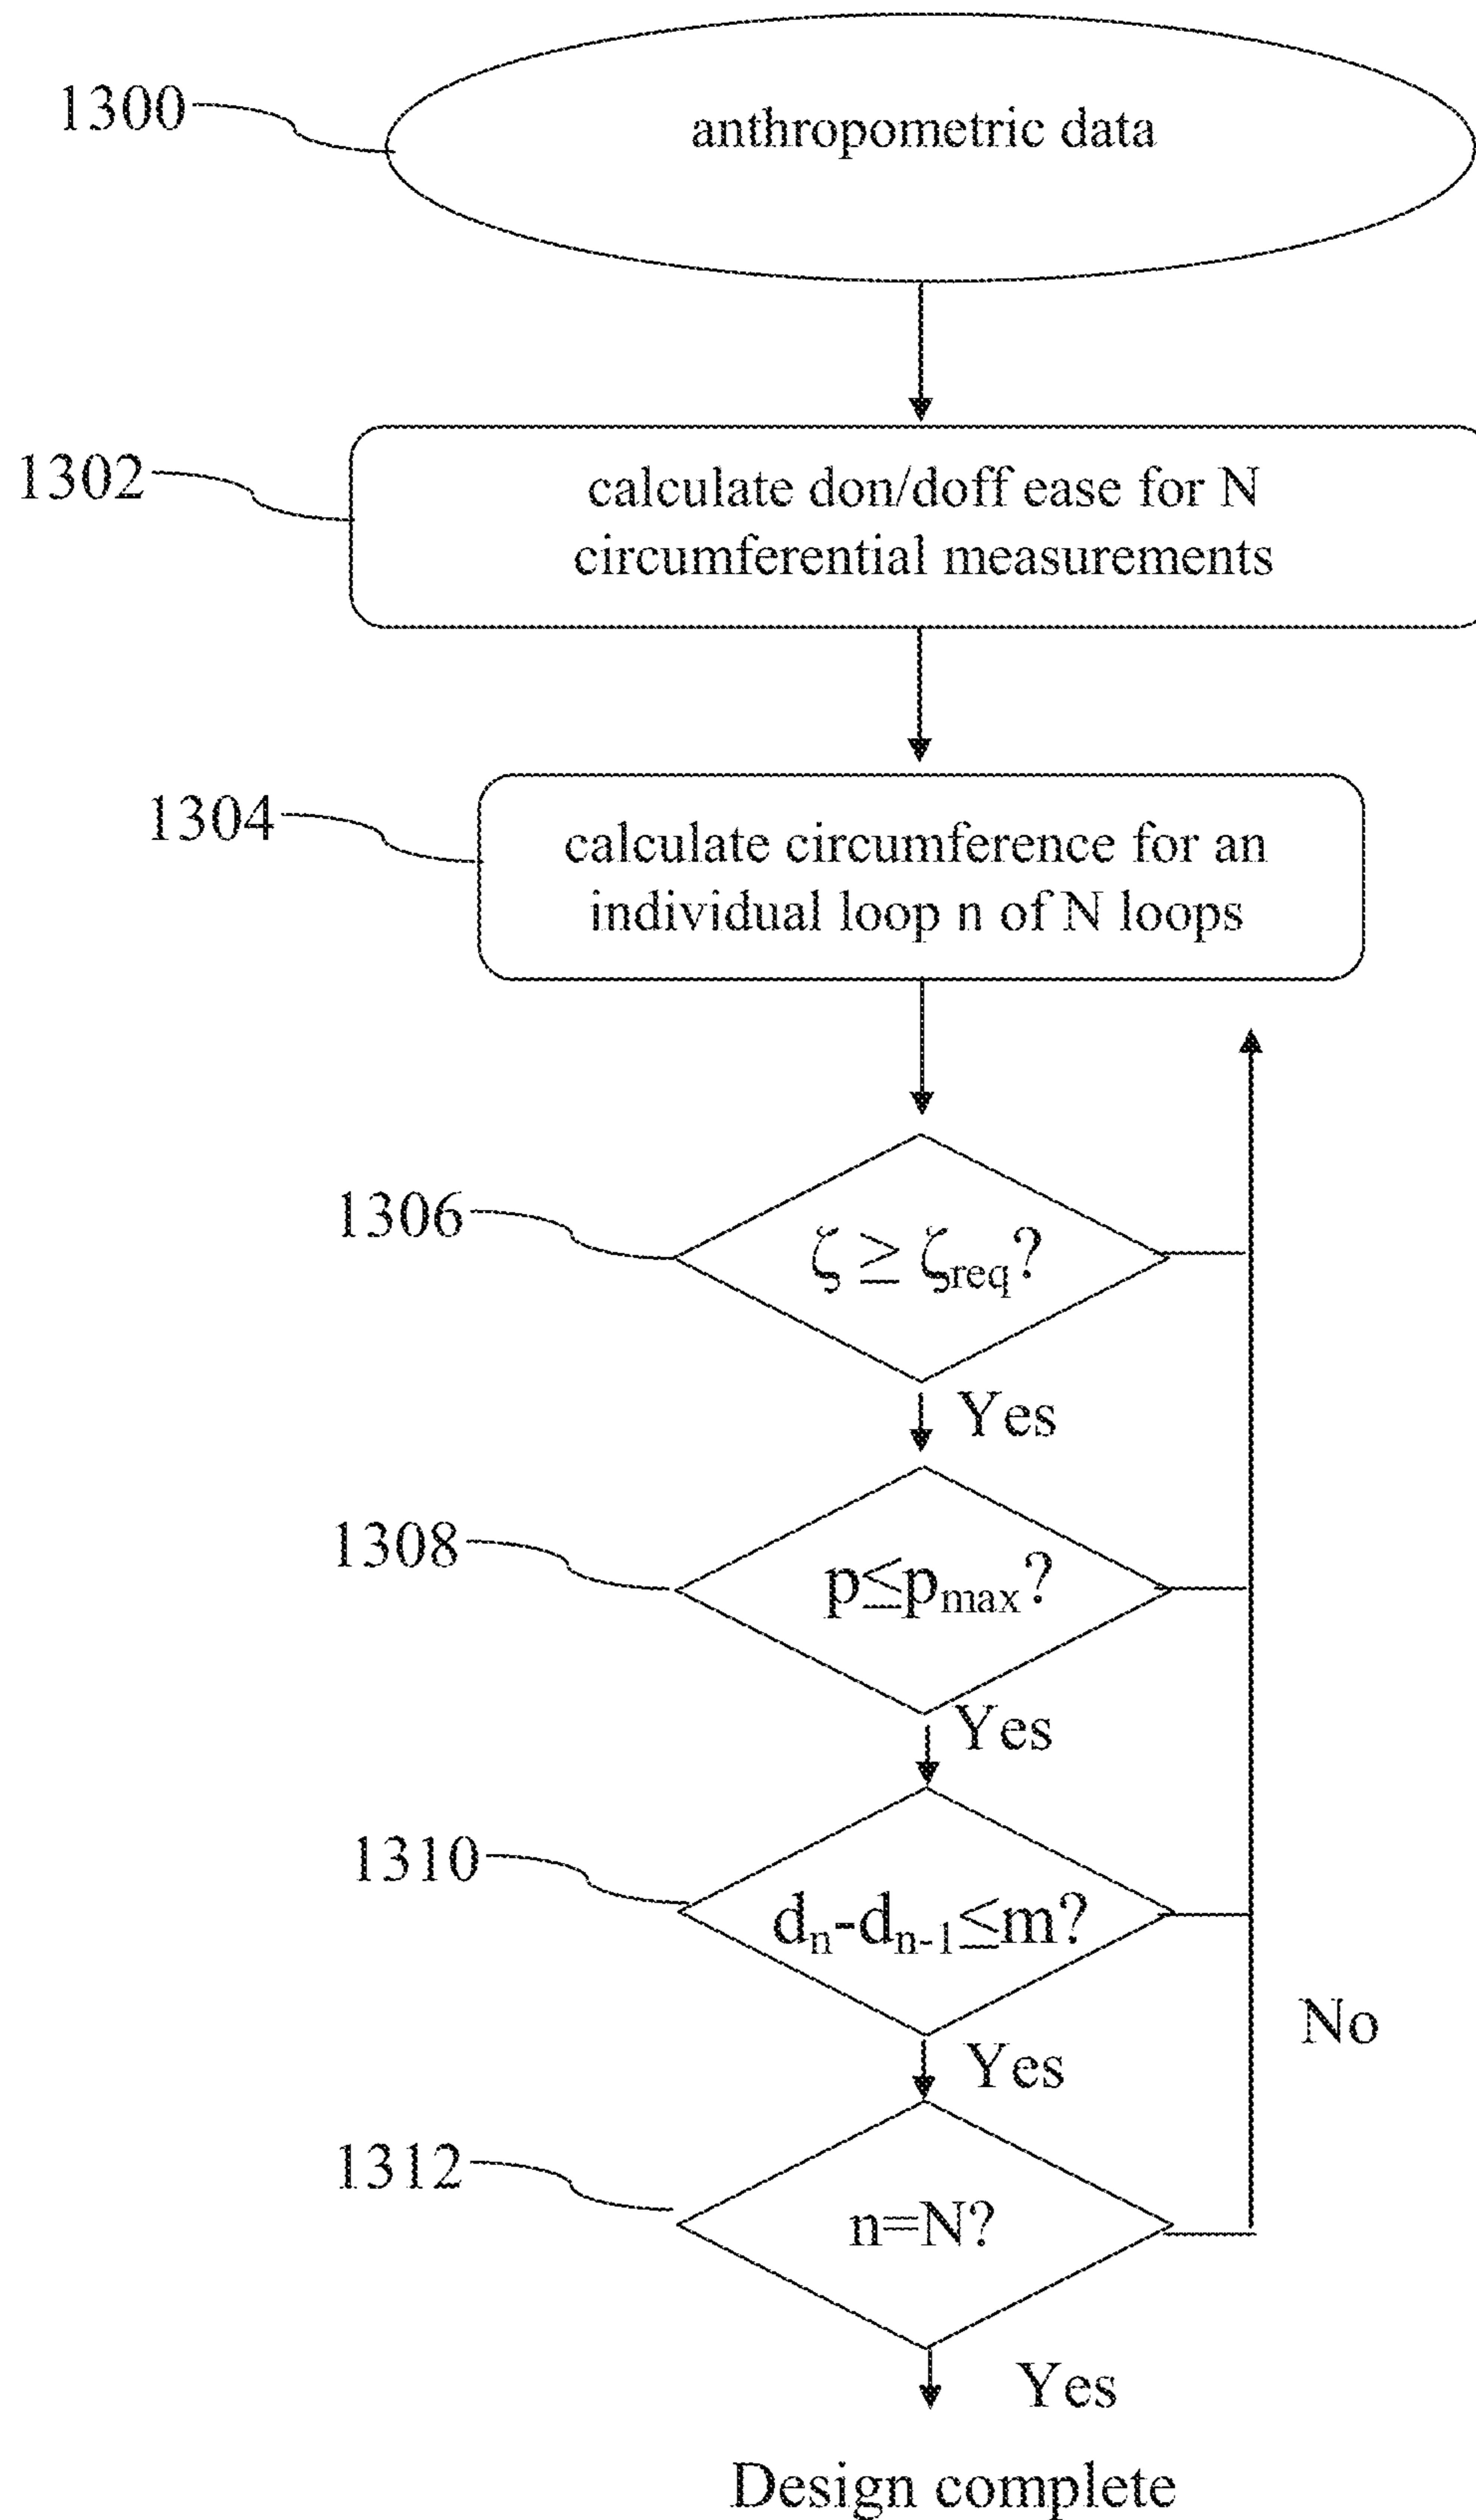 1300
anthropometric data
1302
calculate don/doff ease for N
circumferential measurements
1304
calculate circumference for an
individual loop n of N loops
1306
ζ ≥ ζreq?
Yes
1308
p≤pmax?
Yes
1310
dn-dn-1≤m?
No
Yes
1312
n=N?
Yes
Design complete